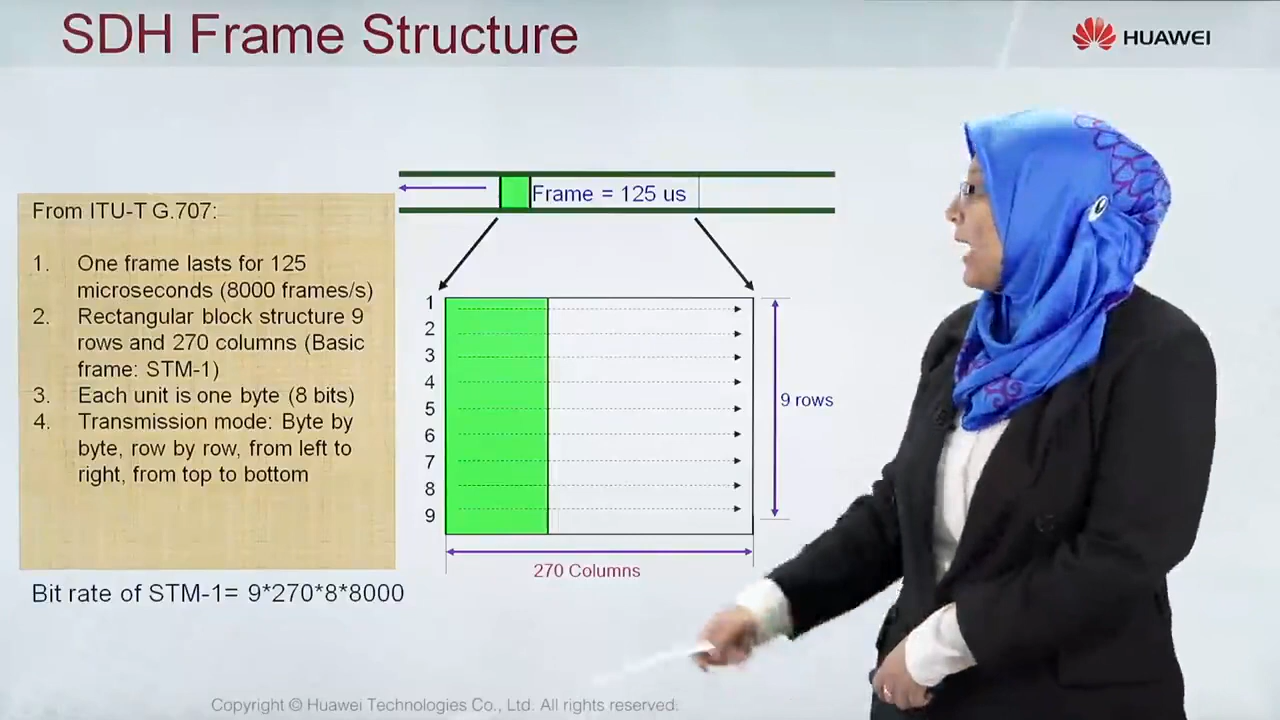 SDH Frame Structure
HUAWEI
From ITU-T G.707:
1. One frame lasts for 125
microseconds (8000 frames/s)
2. Rectangular block structure 9
rows and 270 columns (Basic
frame: STM-1)
3. Each unit is one byte (8 bits)
4. Transmission mode: Byte by
byte, row by row, from left to
right, from top to bottom
Bit rate of STM-1= 9*270*8*8000
Frame = 125 us
1
2
3
4
5
6
7
8
9
9 rows
270 Columns
Copyright © Huawei Technologies Co., Ltd. All rights reserved.